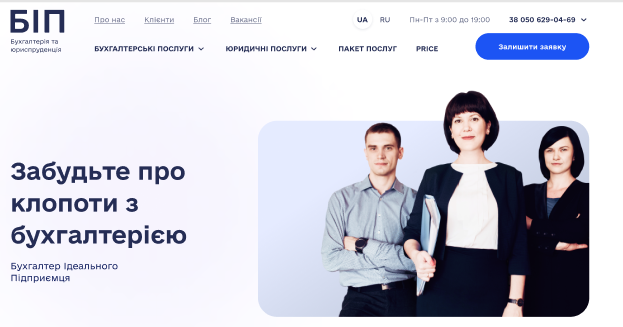 БІП
Бухгалтерія та
юриспруденція
Про нас Клієнти Блог Вакансії
UA RU
Пн-Пт з 9:00 до 19:00
38 050 629-04-69
БУХГАЛТЕРСЬКІ ПОСЛУГИ ЮРИДИЧНІ ПОСЛУГИ ПАКЕТ ПОСЛУГ PRICE
Залишити заявку
Забудьте про
клопоти з
бухгалтерією
Бухгалтер Ідеального
Підприємця